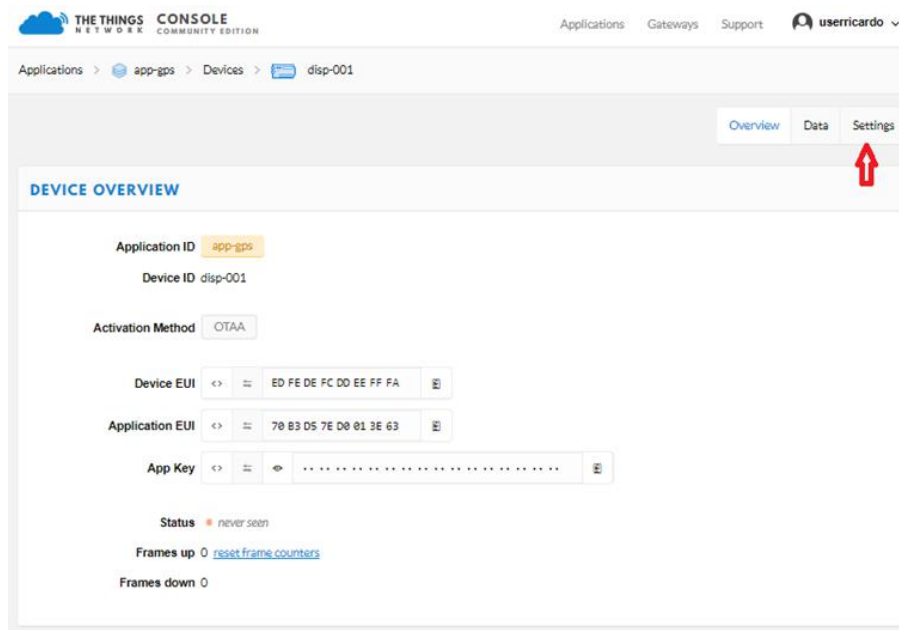 THE THINGS NETWORK CONSOLE COMMUNITY EDITION
Applications Gateways Support userricardo
Applications > app-gps > Devices > disp-001
Overview Data Settings
DEVICE OVERVIEW
Application ID app-gps
Device ID disp-001
Activation Method OTAA
Device EUI <> ED FE DE FC DD EE FF FA
Application EUI <> 70 B3 D5 7E D0 01 3E 63
App Key <> .. .. .. .. .. .. .. .. .. .. .. .. .. .. .. ..
Status never seen
Frames up 0 reset frame counters
Frames down 0